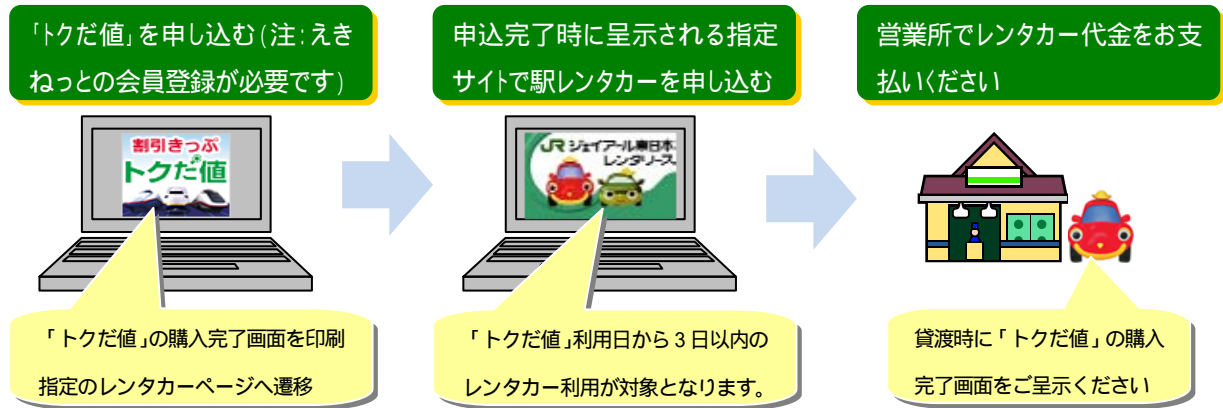 「トクだ値」を申し込む(注:えき
ねっとの会員登録が必要です)
割引きっぷ
トクだ値
「トクだ値」の購入完了画面を印刷
指定のレンタカーページへ遷移
申込完了時に呈示される指定
サイトで駅レンタカーを申し込む
JR ジェイアール東日本
レンタリース
「トクだ値」利用日から3日以内の
レンタカー利用が対象となります。
営業所でレンタカー代金をお支
払いください
貸渡時に「トクだ値」の購入
完了画面をご呈示ください